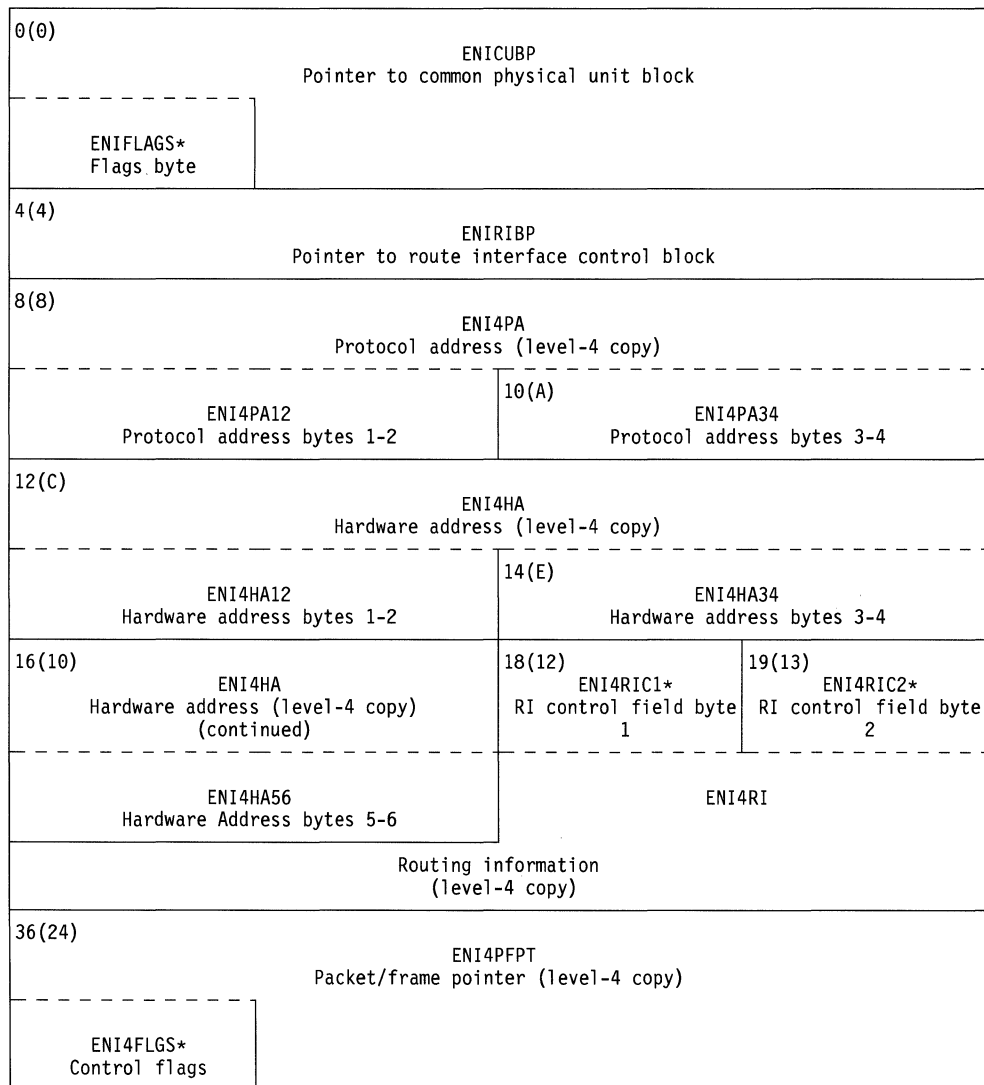 0(0)
ENICUBP
Pointer to common physical unit block
ENIFLAGS*
Flags byte
4(4)
ENIRIBP
Pointer to route interface control block
8(8)
ENI4PA
Protocol address (level-4 copy)
ENI4PA12
Protocol address bytes 1-2
10(A)
ENI4PA34
Protocol address bytes 3-4
12(C)
ENI4HA
Hardware address (level-4 copy)
ENI4HA12
Hardware address bytes 1-2
14(E)
ENI4HA34
Hardware address bytes 3-4
16(10)
ENI4HA
Hardware address (level-4 copy)
(continued)
18(12)
ENI4RIC1*
RI control field byte
1
19(13)
ENI4RIC2*
RI control field byte
2
ENI4HA56
Hardware Address bytes 5-6
ENI4RI
Routing information
(level-4 copy)
36(24)
ENI4PFPT
Packet/frame pointer (level-4 copy)
ENI4FLGS*
Control flags